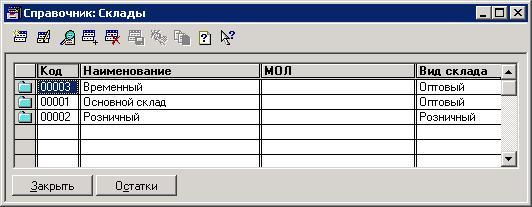 Справочник: Склады
Код Наименование МОЛ Вид склада
00003 Временный Оптовый
00001 Основной склад Оптовый
00002 Розничный Розничный
Закрыть Остатки